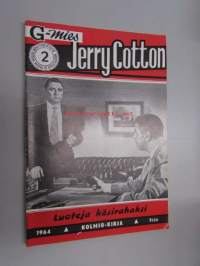 G-mies
2
Jerry Cotton
Luoteja käsirahaksi
1964 ▲ KOLMIO-KIRJA ▲